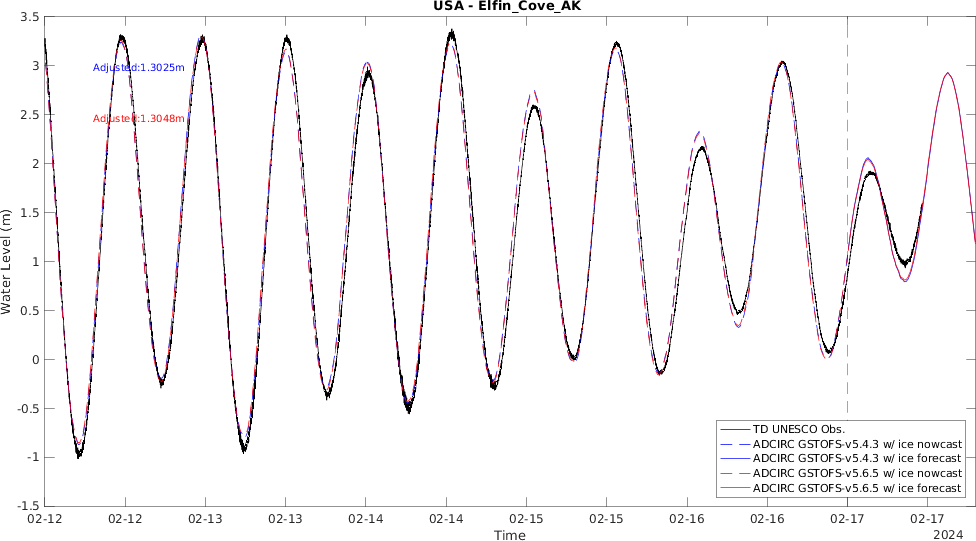 USA - Elfin_Cove_AK
3.5
3
2.5
2
1.5
1
0.5
0
-0.5
-1
-1.5
Water Level (m)
Adjusted:1.3025m
Adjusted:1.3048m
TD UNESCO Obs.
ADCIRC GSTOFS-v5.4.3 w/ ice nowcast
ADCIRC GSTOFS-v5.4.3 w/ ice forecast
ADCIRC GSTOFS-v5.6.5 w/ ice nowcast
ADCIRC GSTOFS-v5.6.5 w/ ice forecast
02-12 02-12 02-13 02-13 02-14 02-14 02-15 02-15 02-16 02-16 02-17 02-17
Time
2024